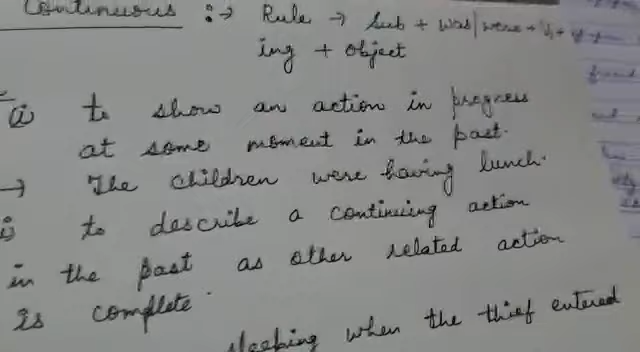 Continuous :→ Rule → Sub + was/were + V1 +
ing + object
(i) to show an action in progress
at some moment in the past.
→ The children were having lunch.
i) to describe a continuing action
in the past as other related action
is complete.
sleeping when the thief entered